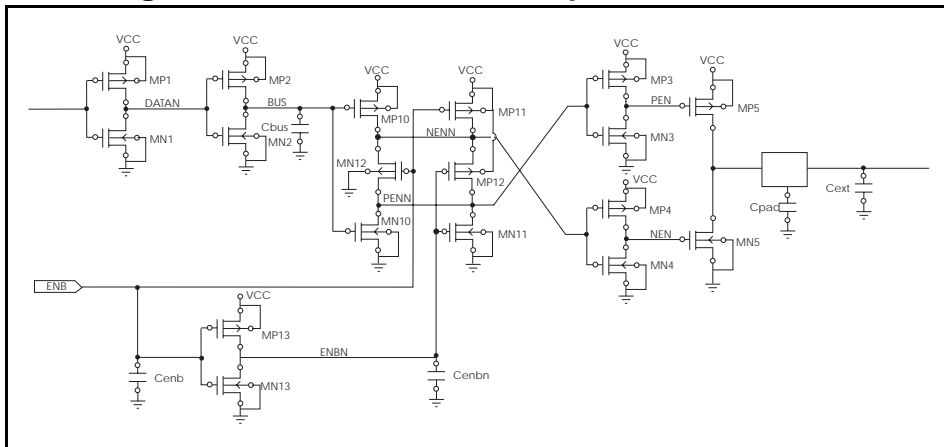 VCC
VCC
VCC
VCC
VCC
VCC
MP1
MP2
MP3
DATAN
BUS
MP10
MP11
PEN
MP5
MN1
Cbus
MN2
NENN
MN3
MN12
MP12
VCC
Cext
PENN
Cpad
MN10
MN11
MP4
NEN
MN5
MN4
ENB
VCC
MP13
ENBN
Cenb
Cenbn
MN13